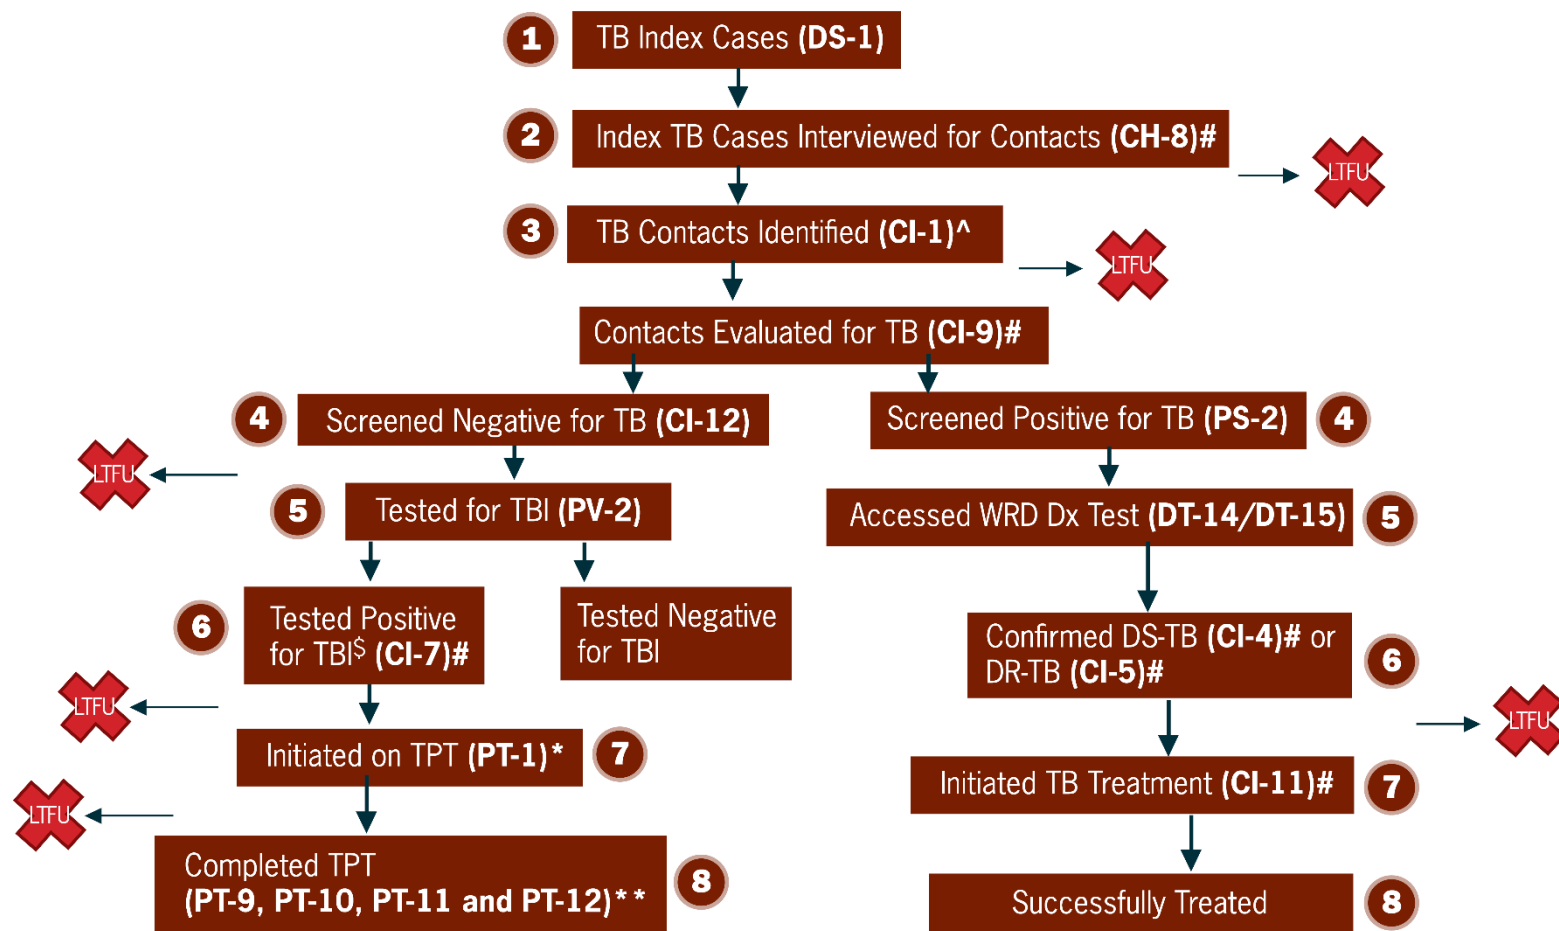 1
TB Index Cases (DS-1)
2
Index TB Cases Interviewed for Contacts (CH-8)#
LTFU
3
TB Contacts Identified (CI-1)^
LTFU
Contacts Evaluated for TB (CI-9)#
4
Screened Negative for TB (CI-12)
Screened Positive for TB (PS-2)
4
LTFU
5
Tested for TBI (PV-2)
Accessed WRD Dx Test (DT-14/DT-15)
5
6
Tested Positive
for TBI$ (CI-7)#
Tested Negative
for TBI
Confirmed DS-TB (CI-4)# or
DR-TB (CI-5)#
6
LTFU
LTFU
Initiated on TPT (PT-1)*
7
Initiated TB Treatment (CI-11)#
7
LTFU
Completed TPT
(PT-9, PT-10, PT-11 and PT-12)**
8
Successfully Treated
8